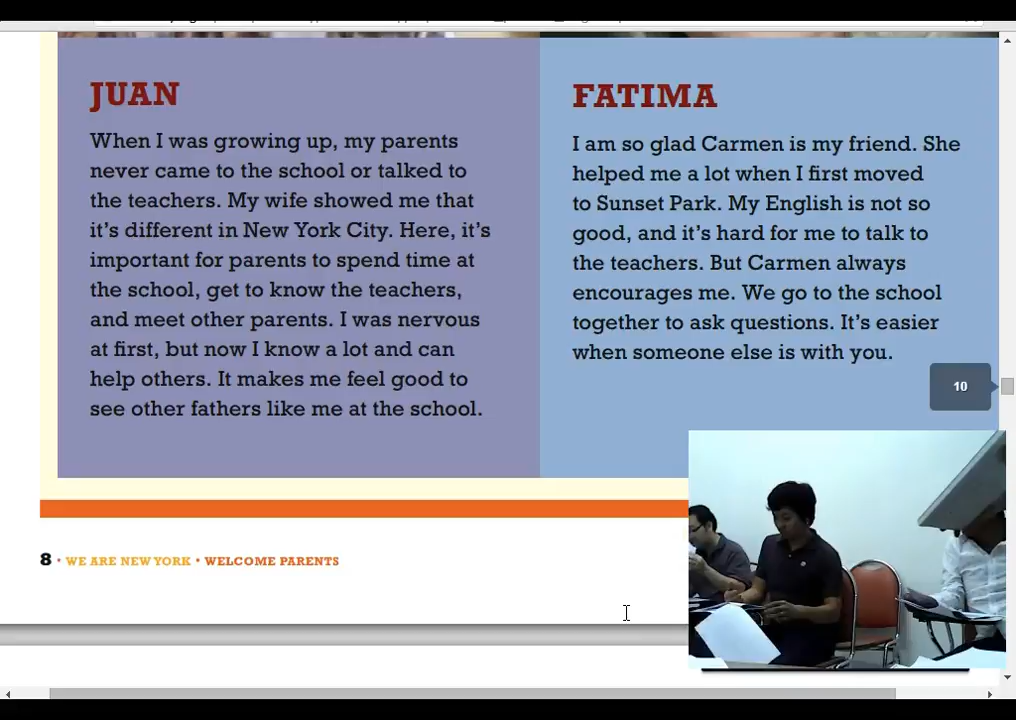 JUAN
When I was growing up, my parents
never came to the school or talked to
the teachers. My wife showed me that
it's different in New York City. Here, it's
important for parents to spend time at
the school, get to know the teachers,
and meet other parents. I was nervous
at first, but now I know a lot and can
help others. It makes me feel good to
see other fathers like me at the school.
FATIMA
I am so glad Carmen is my friend. She
helped me a lot when I first moved
to Sunset Park. My English is not so
good, and it's hard for me to talk to
the teachers. But Carmen always
encourages me. We go to the school
together to ask questions. It's easier
when someone else is with you.
10
8 • WE ARE NEW YORK • WELCOME PARENTS